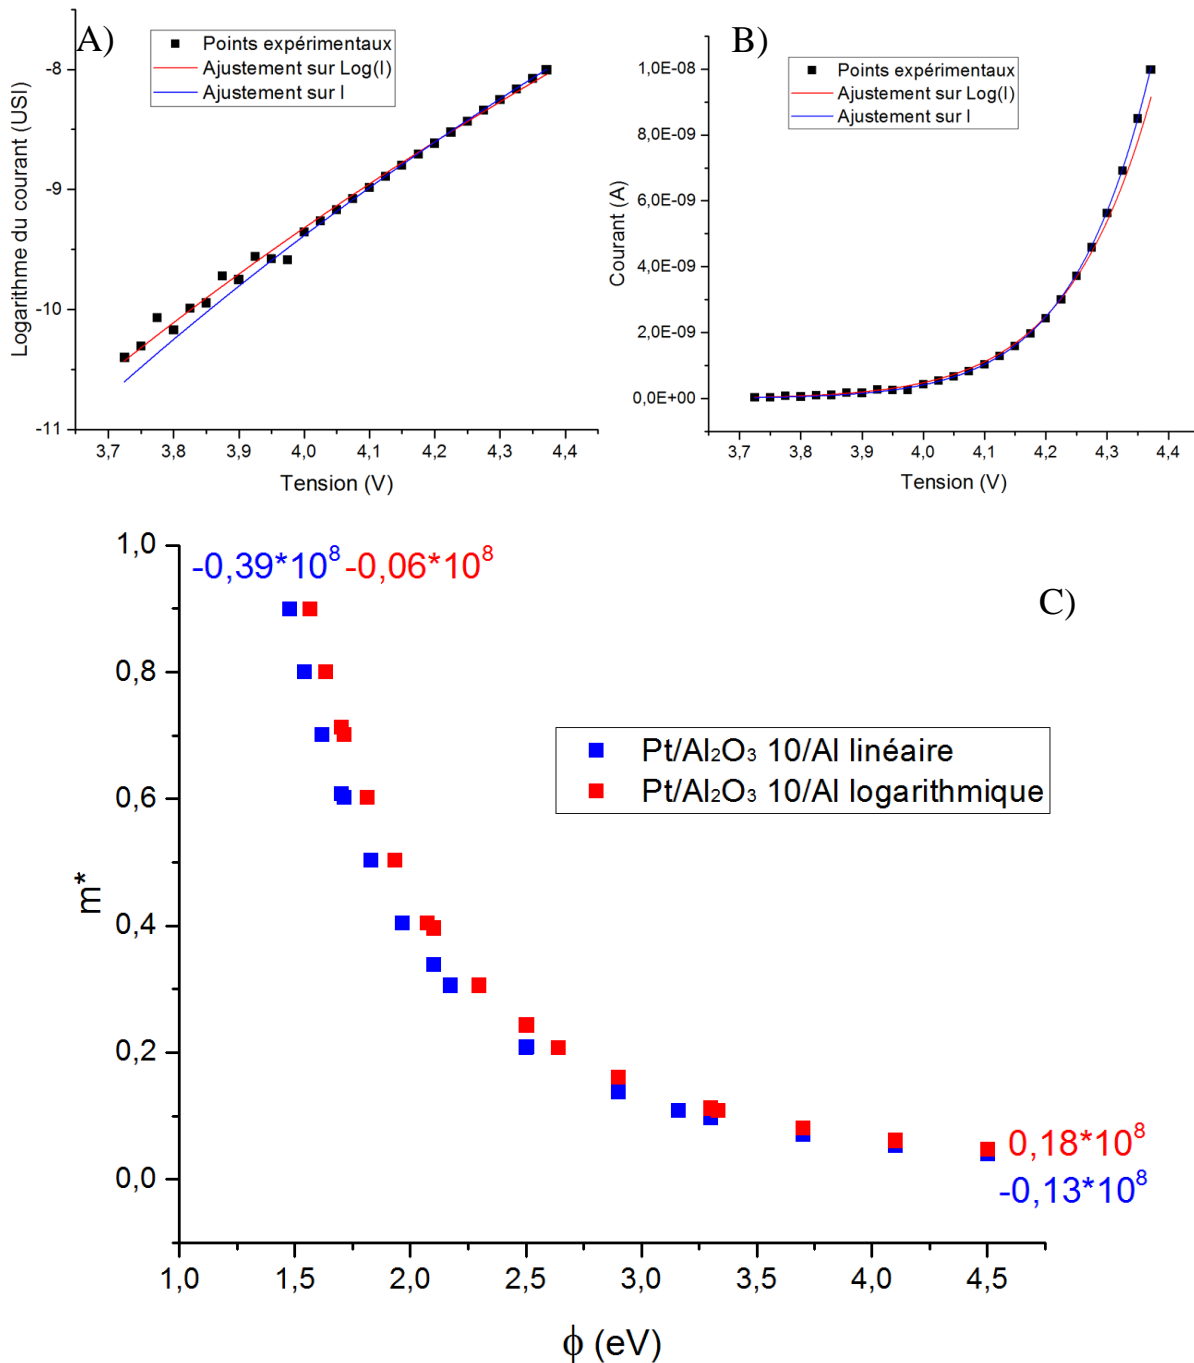 A)
Points expérimentaux
Ajustement sur Log(I)
Ajustement sur I
-8
-9
-10
-11
Logarithme du courant (USI)
3,7 3,8 3,9 4,0 4,1 4,2 4,3 4,4
Tension (V)
B)
Points expérimentaux
Ajustement sur Log(I)
Ajustement sur I
1,0E-08
8,0E-09
6,0E-09
4,0E-09
2,0E-09
0,0E+00
Courant (A)
3,7 3,8 3,9 4,0 4,1 4,2 4,3 4,4
Tension (V)
C)
-0,39*10⁸ -0,06*10⁸
Pt/Al₂O₃ 10/Al linéaire
Pt/Al₂O₃ 10/Al logarithmique
1,0
0,8
0,6
0,4
0,2
0,0
m*
0,18*10⁸
-0,13*10⁸
1,0 1,5 2,0 2,5 3,0 3,5 4,0 4,5
ϕ (eV)